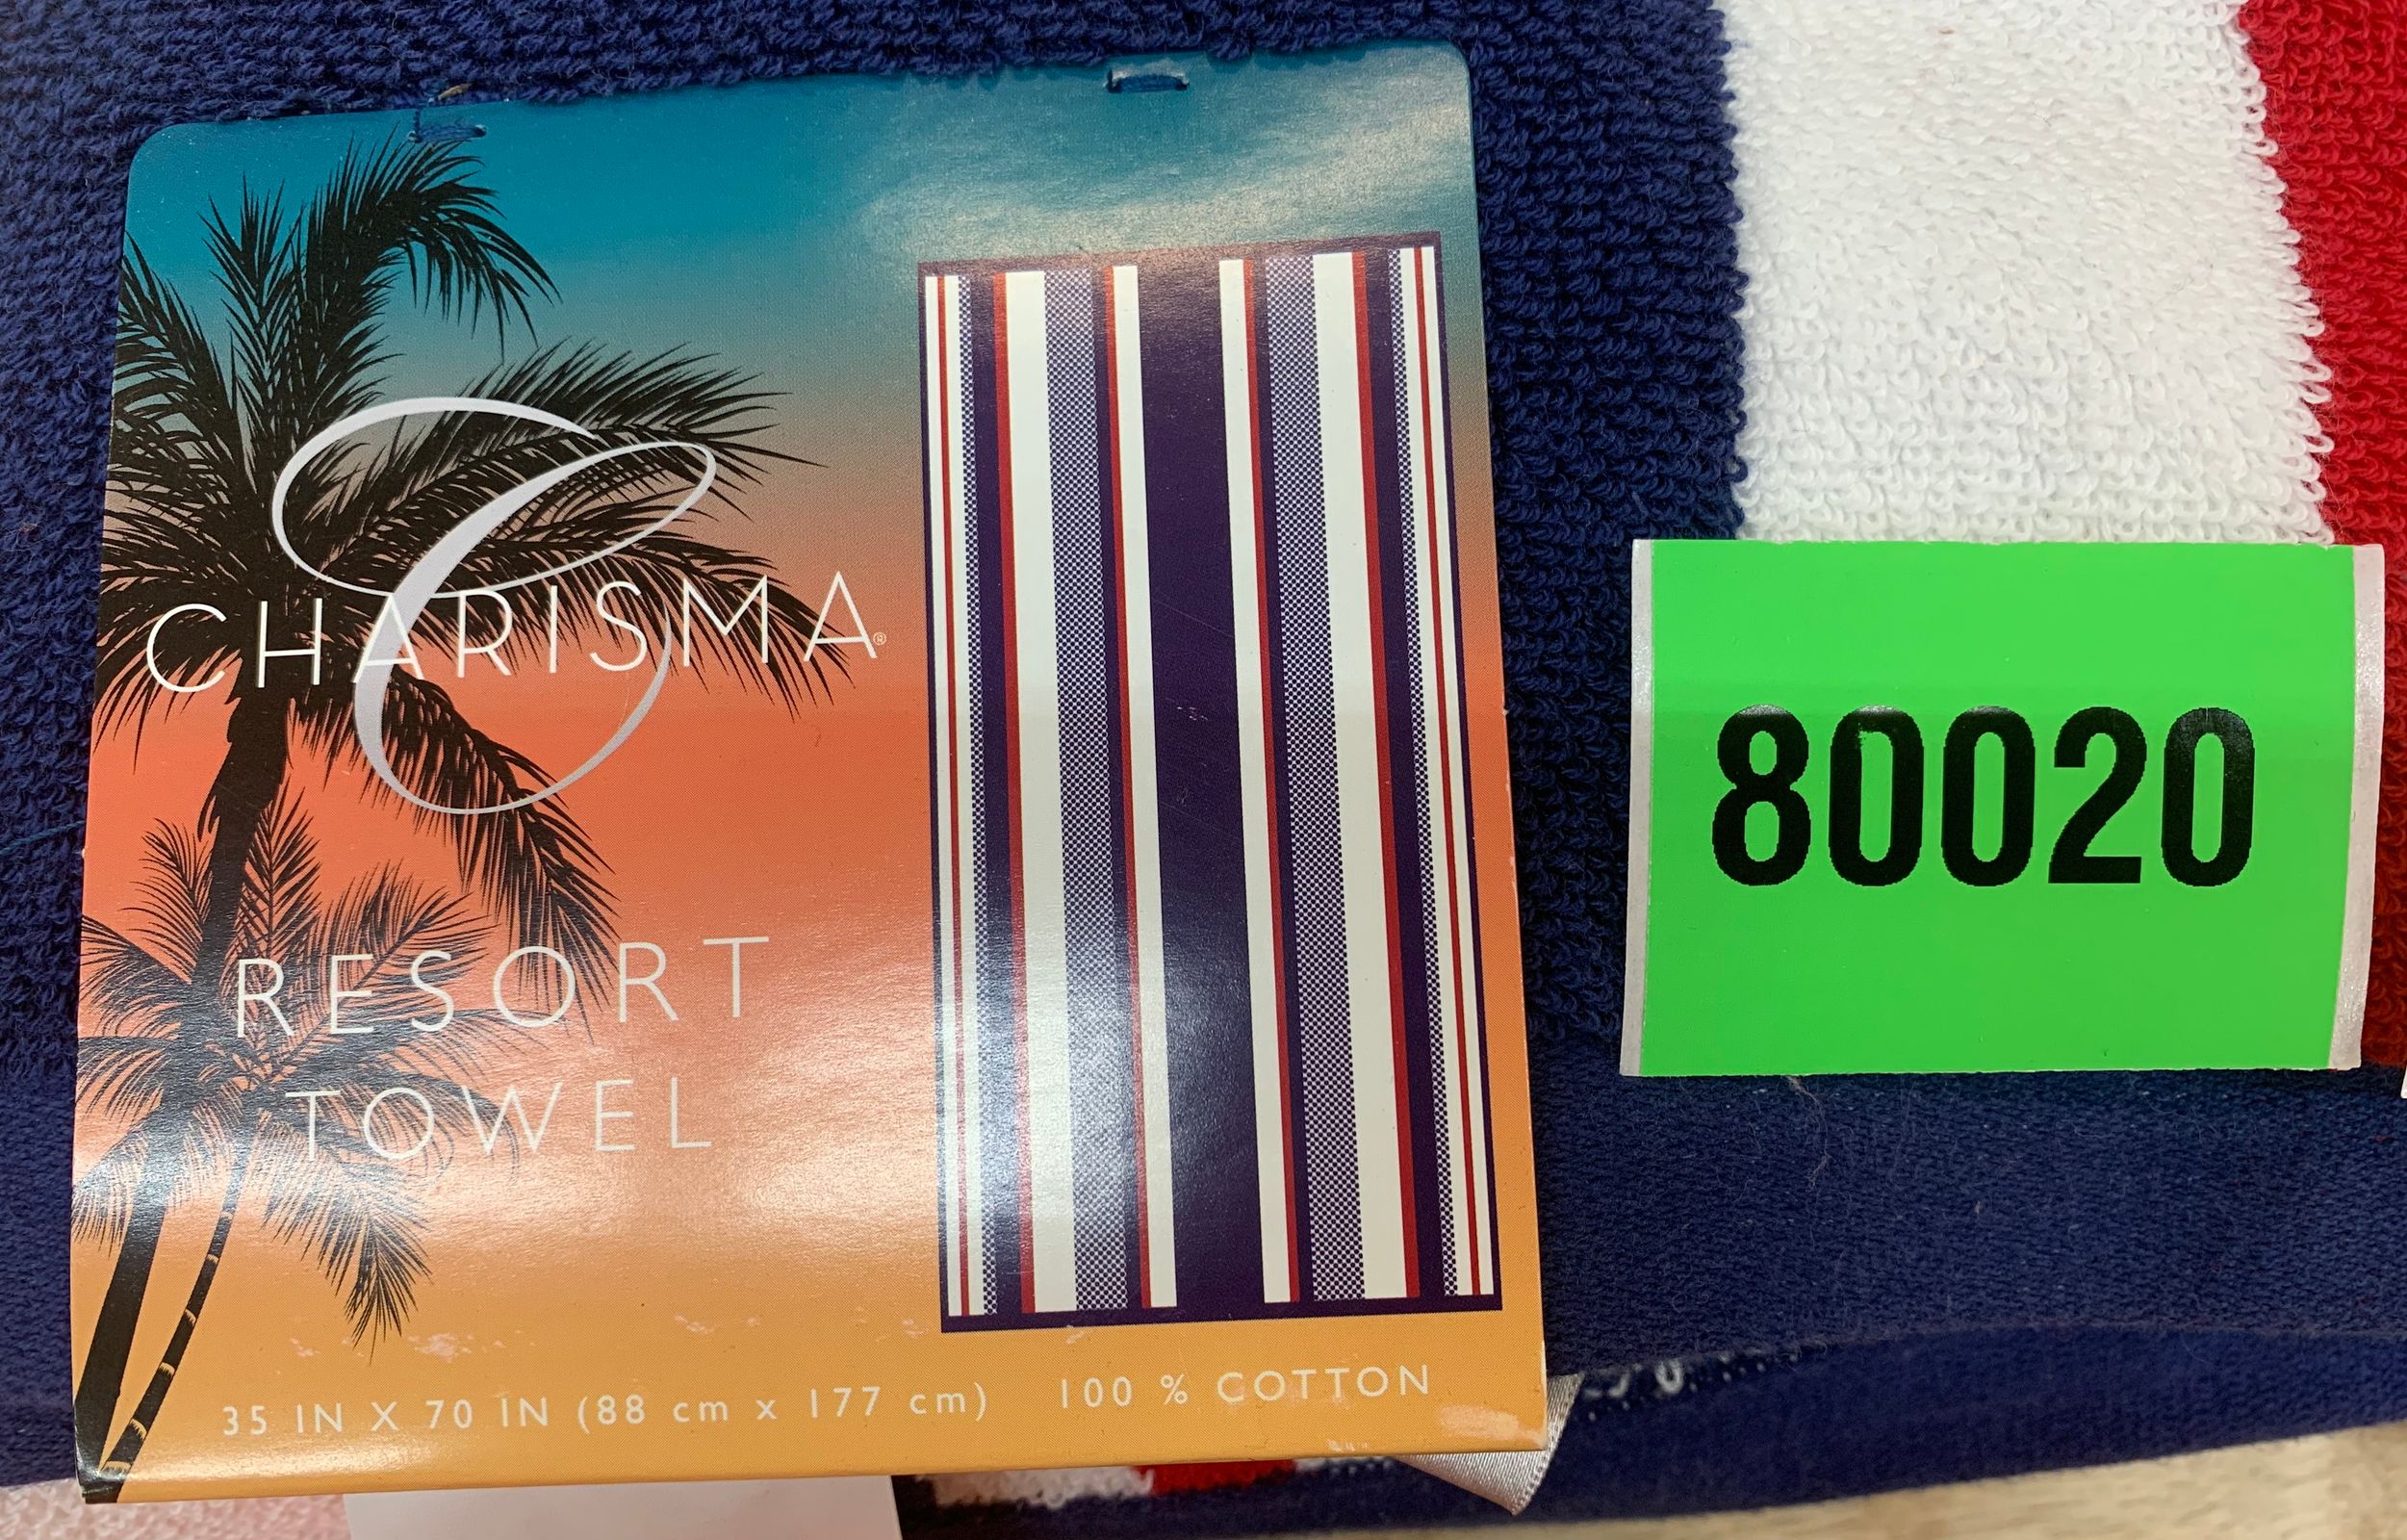 CHARISMA®
RESORT
TOWEL
35 IN X 70 IN (88 cm x 177 cm) 100 % COTTON
80020